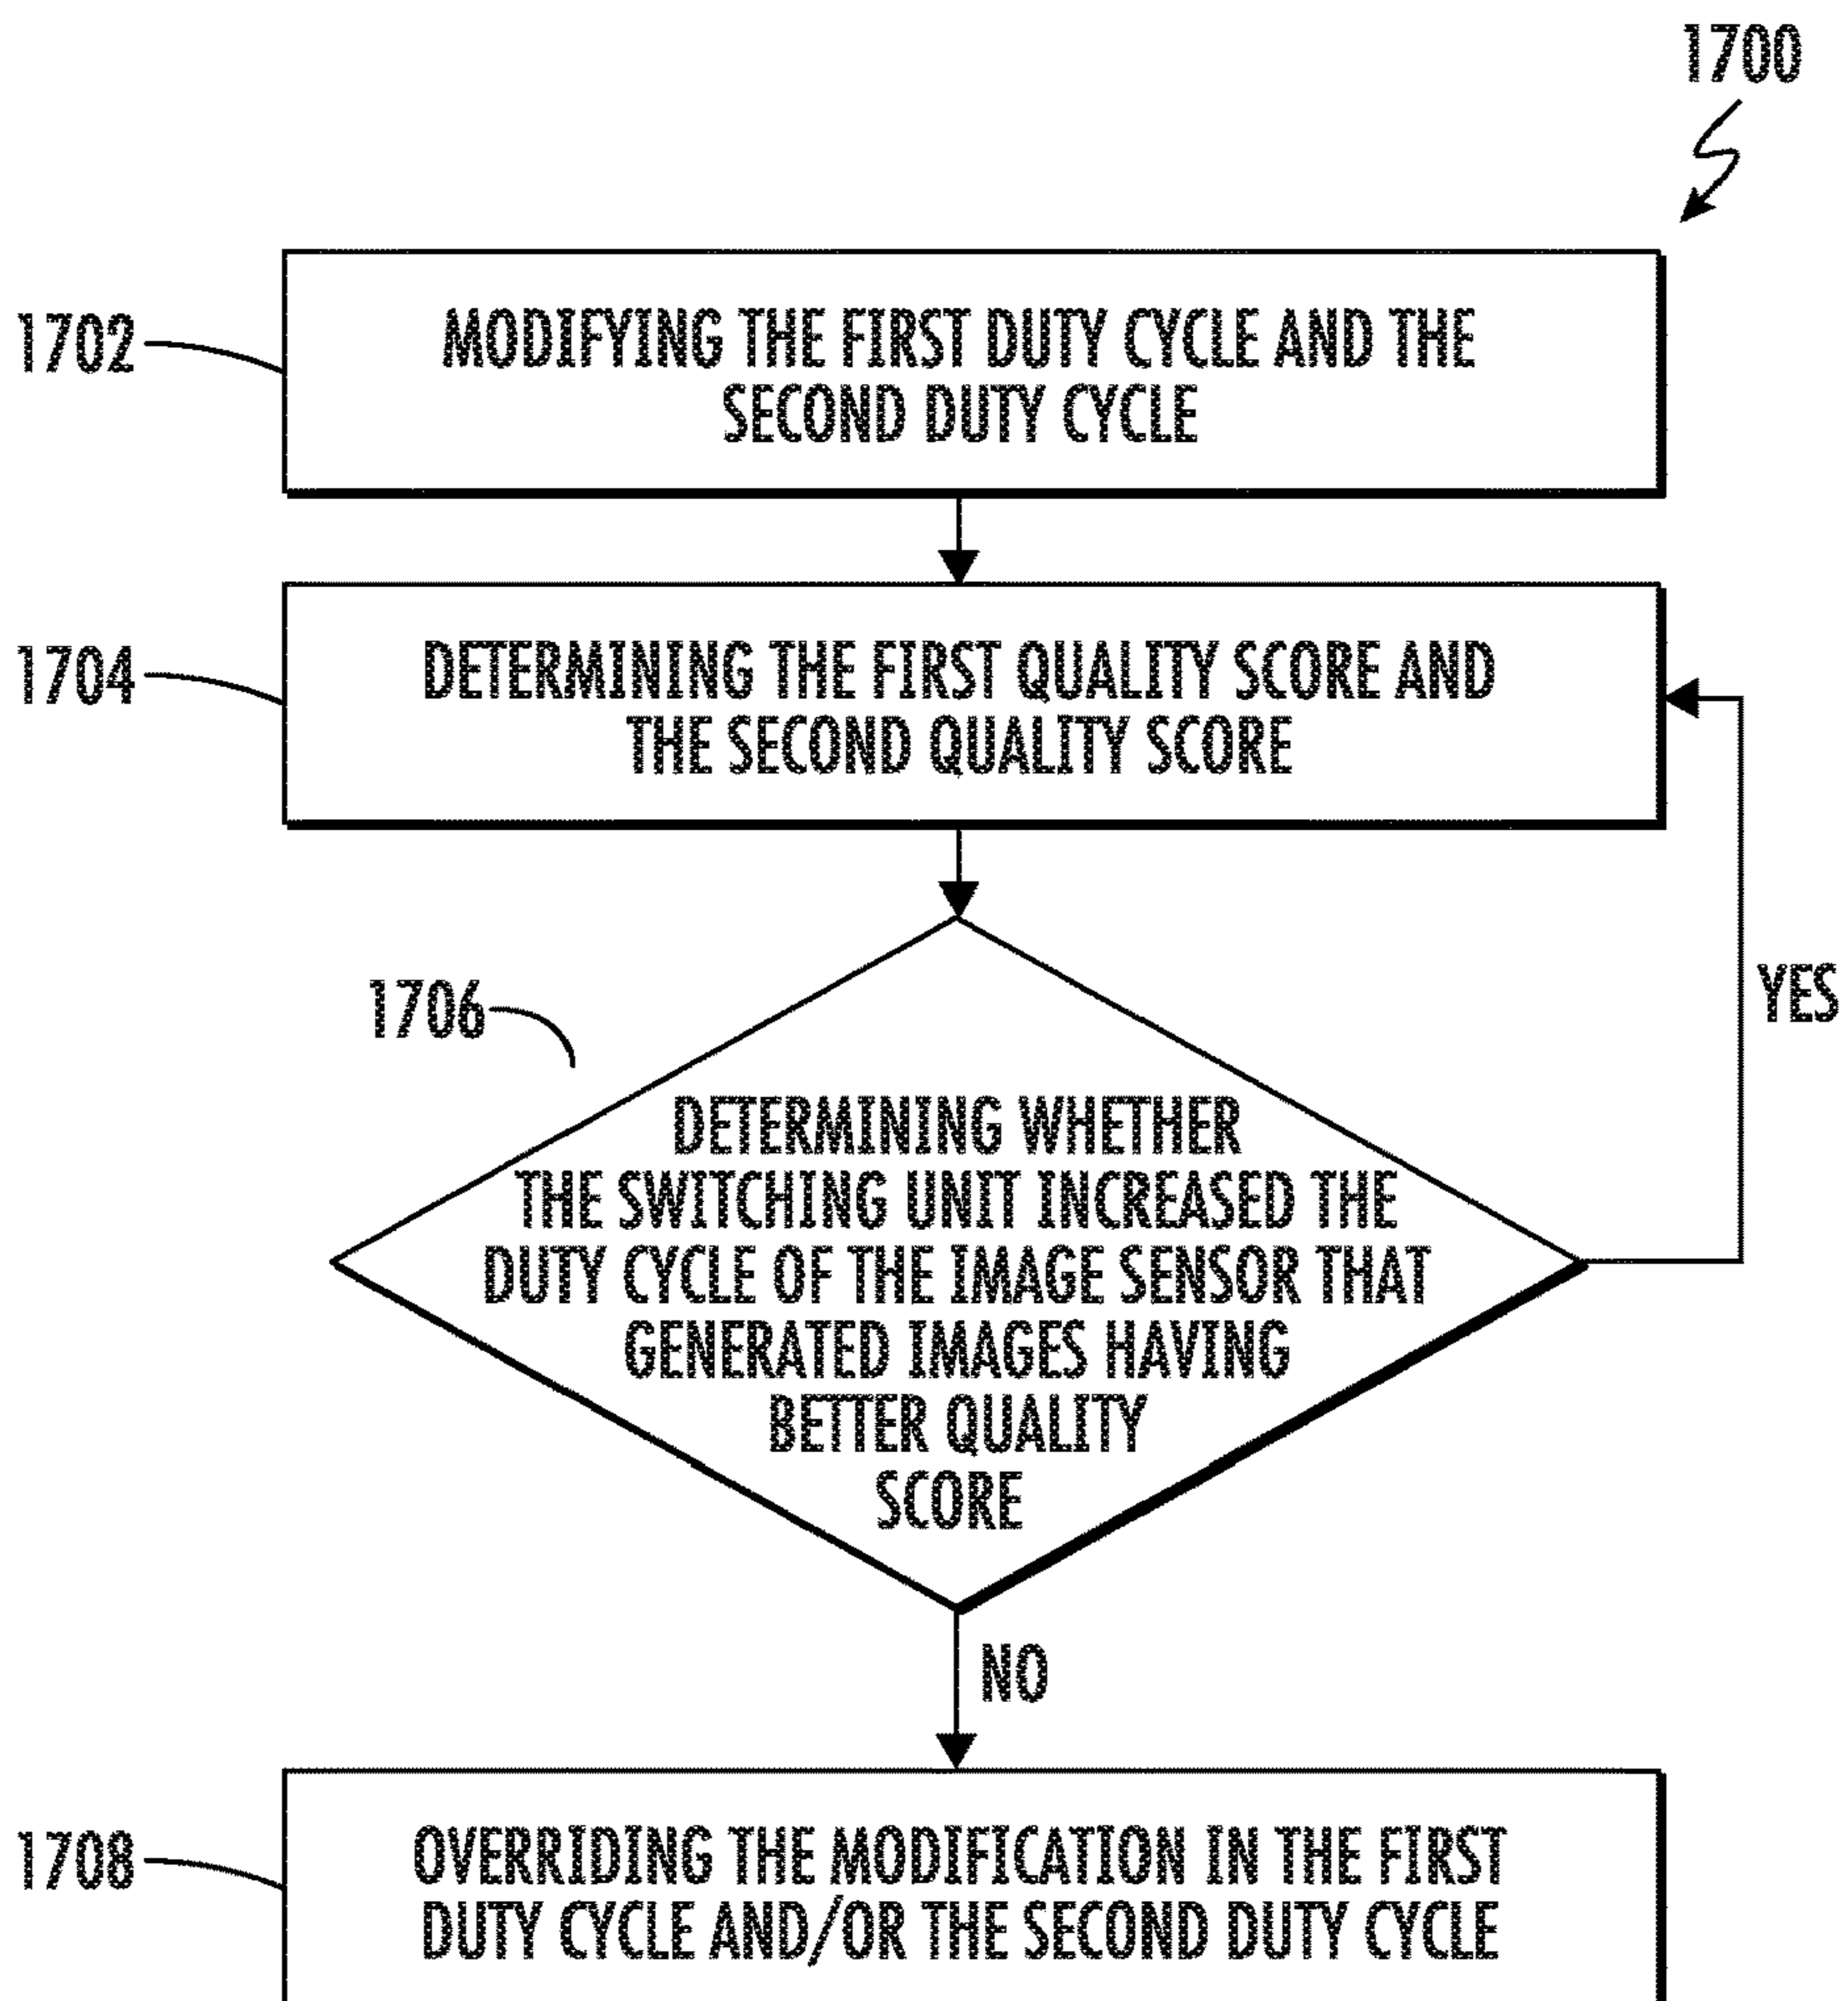 1700
1702
MODIFYING THE FIRST DUTY CYCLE AND THE
SECOND DUTY CYCLE
1704
DETERMINING THE FIRST QUALITY SCORE AND
THE SECOND QUALITY SCORE
YES
1706
DETERMINING WHETHER
THE SWITCHING UNIT INCREASED THE
DUTY CYCLE OF THE IMAGE SENSOR THAT
GENERATED IMAGES HAVING
BETTER QUALITY
SCORE
NO
1708
OVERRIDING THE MODIFICATION IN THE FIRST
DUTY CYCLE AND/OR THE SECOND DUTY CYCLE